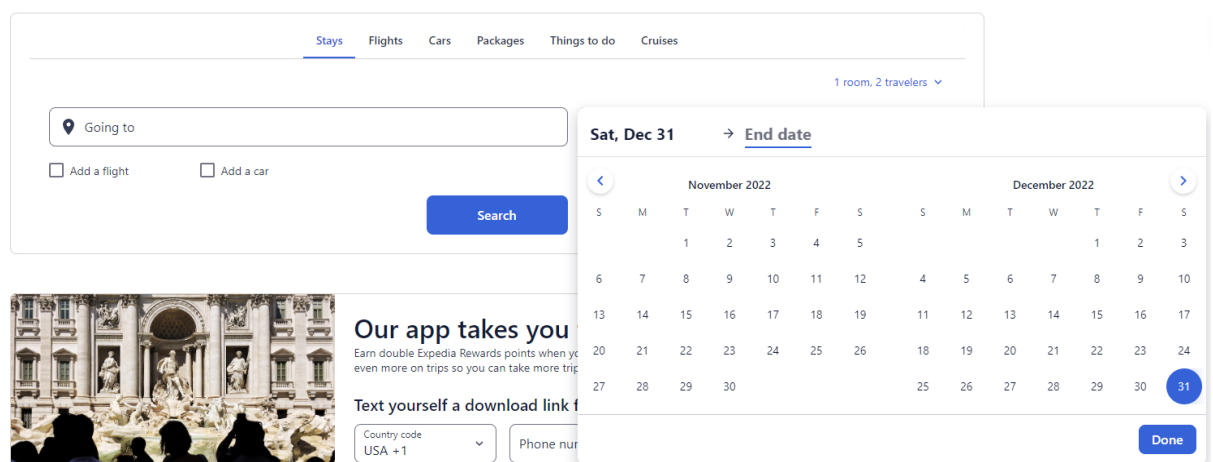 Stays Flights Cars Packages Things to do Cruises
1 room, 2 travelers
Going to
Add a flight Add a car
Search
Sat, Dec 31 → End date
November 2022
S M T W T F S
1 2 3 4 5
6 7 8 9 10 11 12
13 14 15 16 17 18 19
20 21 22 23 24 25 26
27 28 29 30
December 2022
S M T W T F S
1 2 3
4 5 6 7 8 9 10
11 12 13 14 15 16 17
18 19 20 21 22 23 24
25 26 27 28 29 30 31
Done
Our app takes you
Earn double Expedia Rewards points when
even more on trips so you can take more
Text yourself a download link
Country code
USA +1
Phone